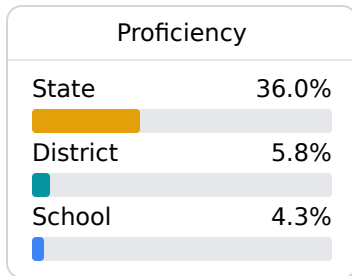 Proficiency
State 36.0%
District 5.8%
School 4.3%